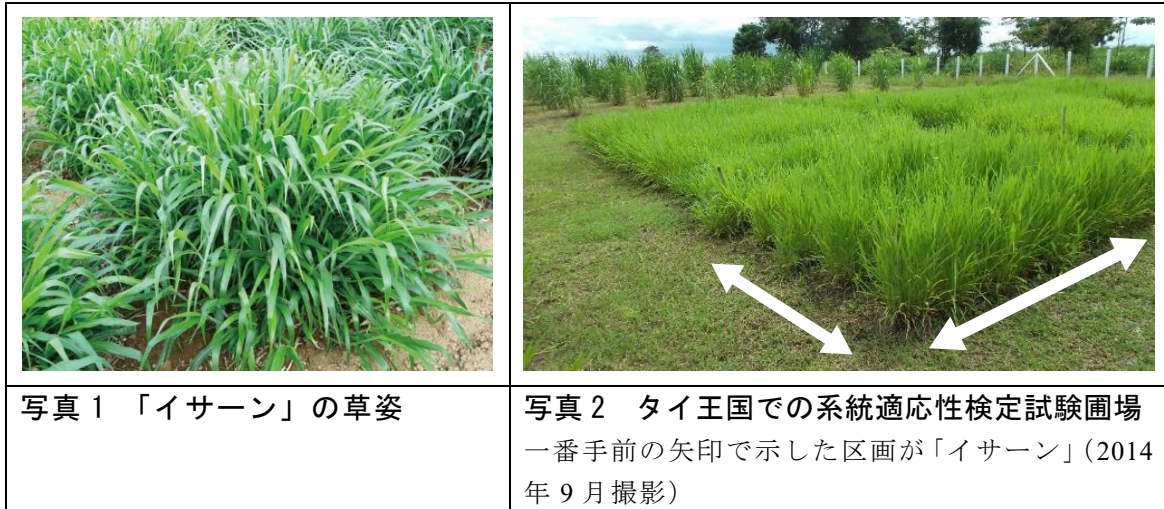 写真1 「イサーン」の草姿
写真2 タイ王国での系統適応性検定試験圃場
一番手前の矢印で示した区画が「イサーン」（2014
年 9 月撮影）